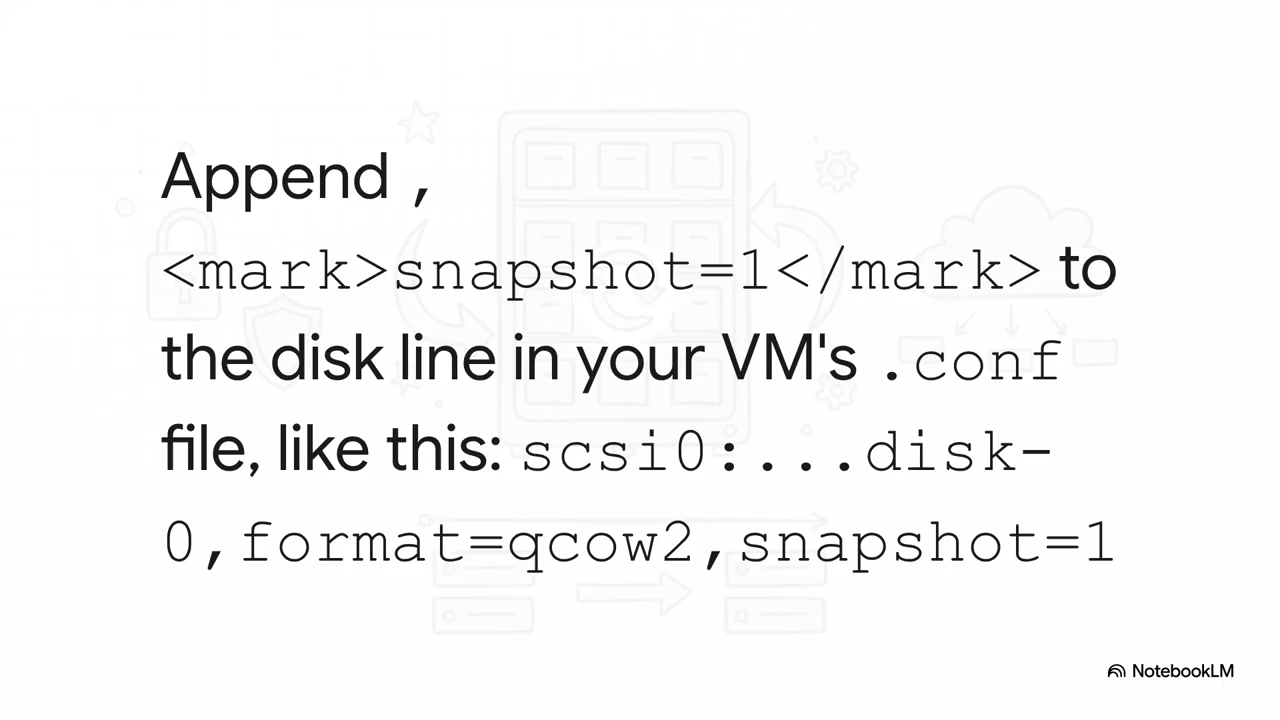 Append ,
<mark>snapshot=1</mark> to
the disk line in your VM's .conf
file, like this: scsi0:...disk-
0,format=qcow2,snapshot=1
NotebookLM